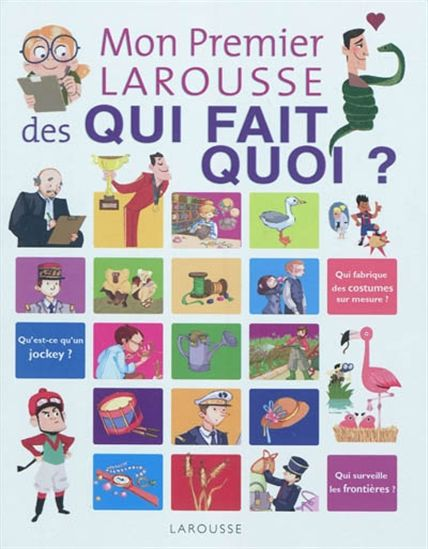 Mon Premier
LAROUSSE
des QUI FAIT
QUOI ?
Qui fabrique
des costumes
sur mesure ?
Qu'est-ce qu'un
jockey ?
Qui surveille
les frontières ?
LAROUSSE